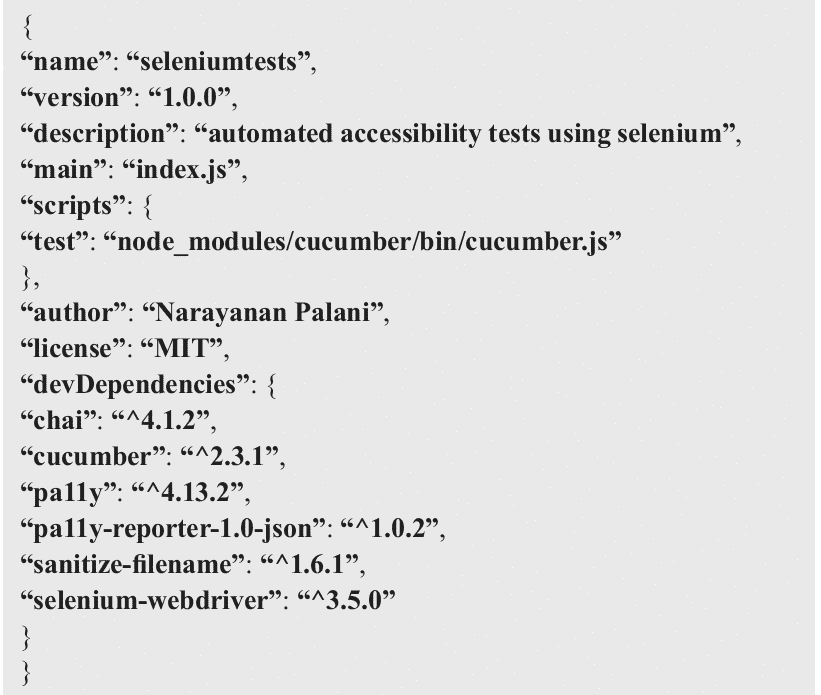 {
“name”: “seleniumtests”,
“version”: “1.0.0”,
“description”: “automated accessibility tests using selenium”,
“main”: “index.js”,
“scripts”: {
“test”: “node_modules/cucumber/bin/cucumber.js”
},
“author”: “Narayanan Palani”,
“license”: “MIT”,
“devDependencies”: {
“chai”: “^4.1.2”,
“cucumber”: “^2.3.1”,
“pa11y”: “^4.13.2”,
“pa11y-reporter-1.0-json”: “^1.0.2”,
“sanitize-filename”: “^1.6.1”,
“selenium-webdriver”: “^3.5.0”
}
}